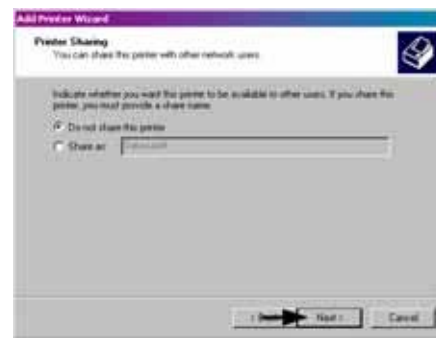 Add Printer Wizard
Printer Sharing
You can share this printer with other network users.
Indicate whether you want this printer to be available to other users. If you share this
printer, you must provide a share name.
Do not share this printer
Share as:
Next >
Cancel